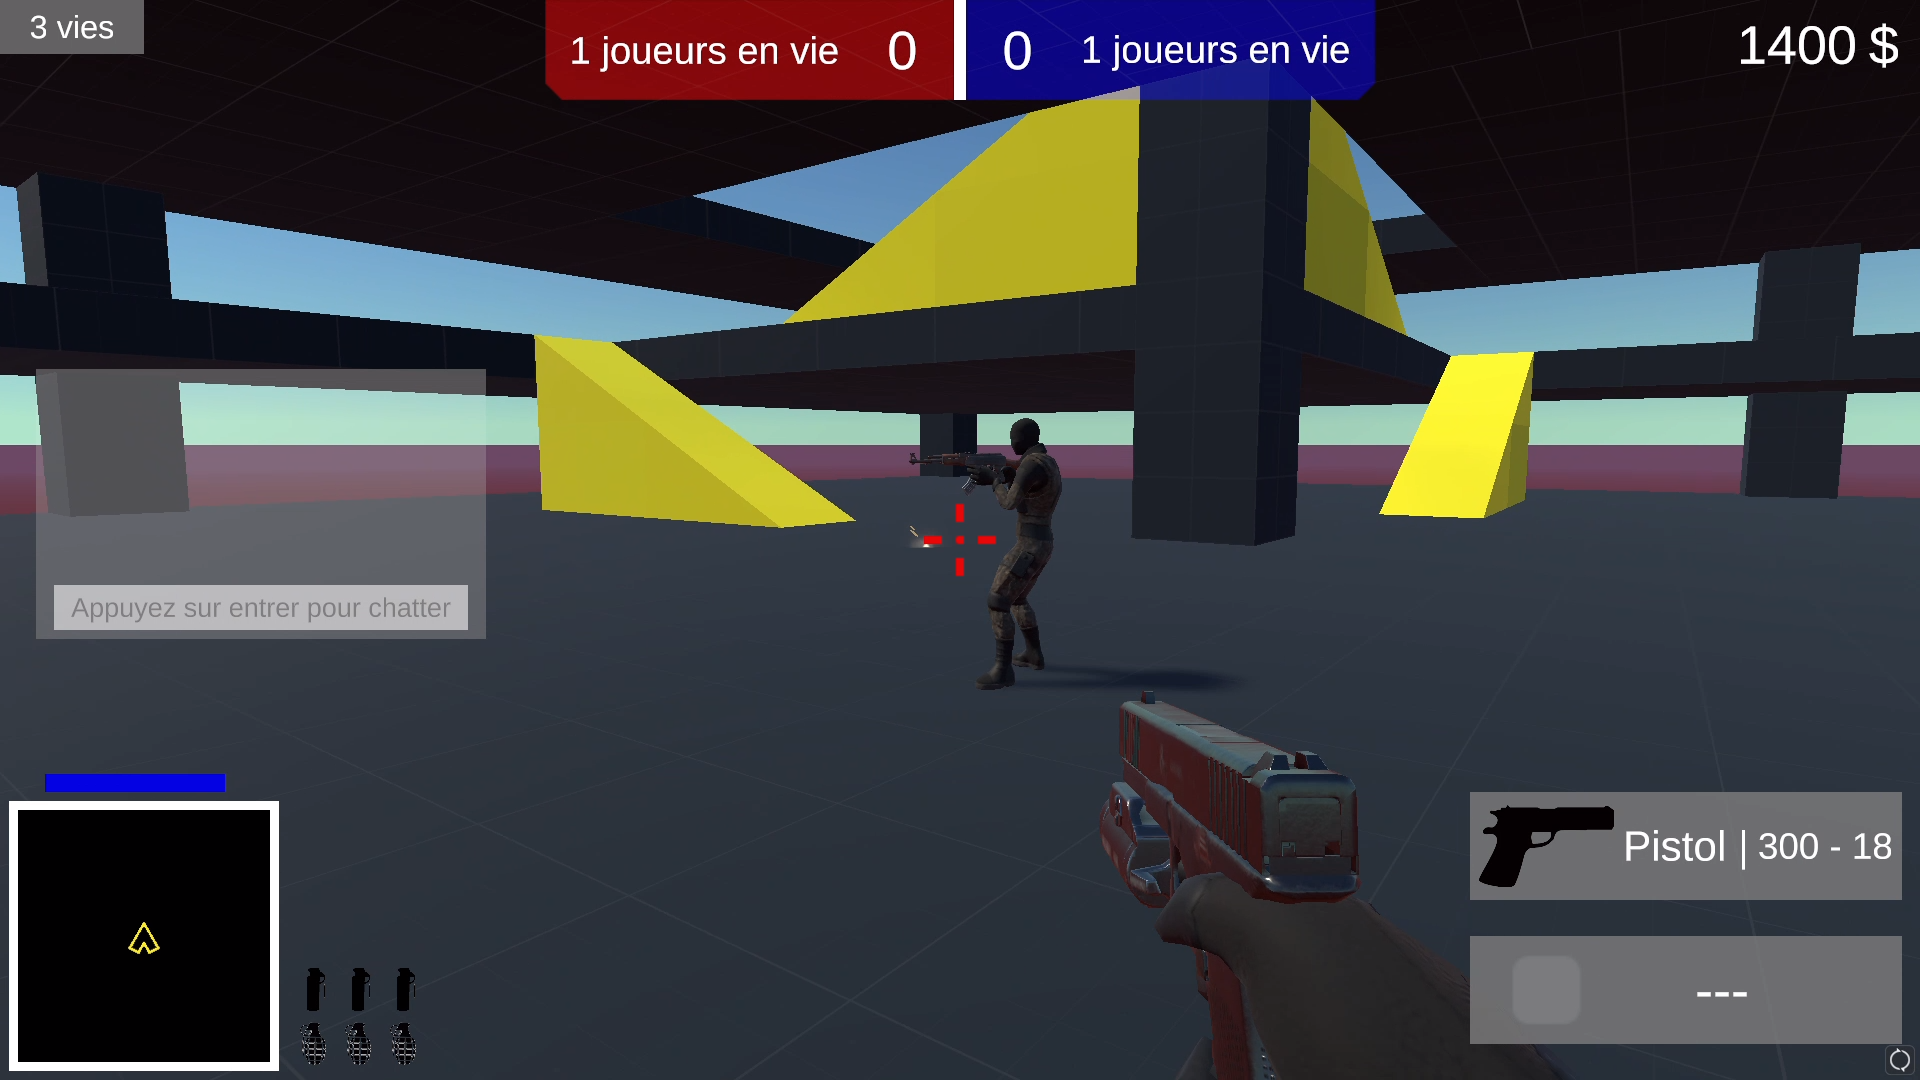 3 vies
1 joueurs en vie 0
0 1 joueurs en vie
1400 $
Appuyez sur entrer pour chatter
Pistol | 300 - 18
---